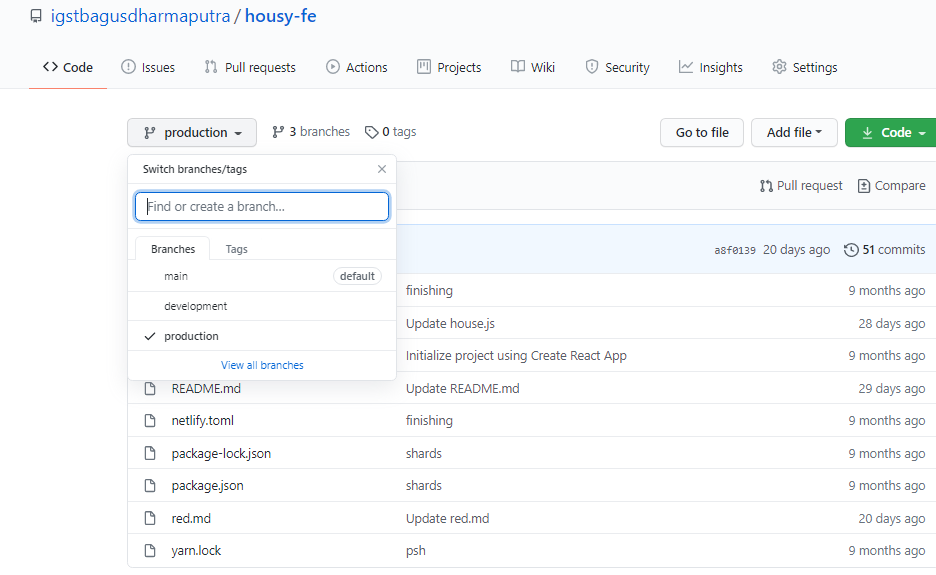 igstbagusdharmaputra / housy-fe
Code Issues Pull requests Actions Projects Wiki Security Insights Settings
production 3 branches 0 tags Go to file Add file Code
Switch branches/tags
Find or create a branch...
Pull request Compare
Branches Tags
a8f0139 20 days ago 51 commits
main default
finishing 9 months ago
development
Update house.js 28 days ago
production
Initialize project using Create React App 9 months ago
View all branches
README.md Update README.md 29 days ago
netlify.toml finishing 9 months ago
package-lock.json shards 9 months ago
package.json shards 9 months ago
red.md Update red.md 20 days ago
yarn.lock psh 9 months ago